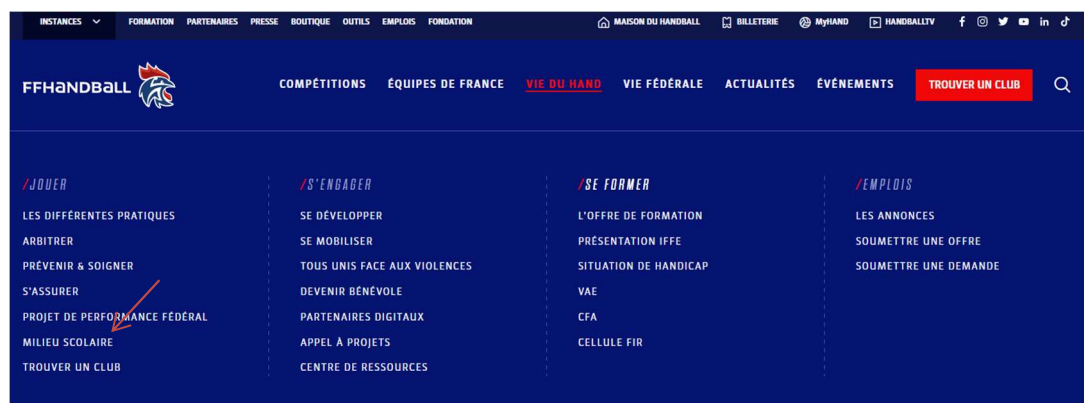 INSTANCES FORMATION PARTENAIRES PRESSE BOUTIQUE OUTILS EMPLOIS FONDATION MAISON DU HANDBALL BILLETERIE MyHAND HANDBALLTV
FFHANDBALL COMPÉTITIONS ÉQUIPES DE FRANCE VIE DU HAND VIE FÉDÉRALE ACTUALITÉS ÉVÉNEMENTS TROUVER UN CLUB
/JOUER
LES DIFFÉRENTES PRATIQUES
ARBITRER
PRÉVENIR & SOIGNER
S'ASSURER
PROJET DE PERFORMANCE FÉDÉRAL
MILIEU SCOLAIRE
TROUVER UN CLUB
/S'ENGAGER
SE DÉVELOPPER
SE MOBILISER
TOUS UNIS FACE AUX VIOLENCES
DEVENIR BÉNÉVOLE
PARTENAIRES DIGITAUX
APPEL À PROJETS
CENTRE DE RESSOURCES
/SE FORMER
L'OFFRE DE FORMATION
PRÉSENTATION IFFE
SITUATION DE HANDICAP
VAE
CFA
CELLULE FIR
/EMPLOIS
LES ANNONCES
SOUMETTRE UNE OFFRE
SOUMETTRE UNE DEMANDE